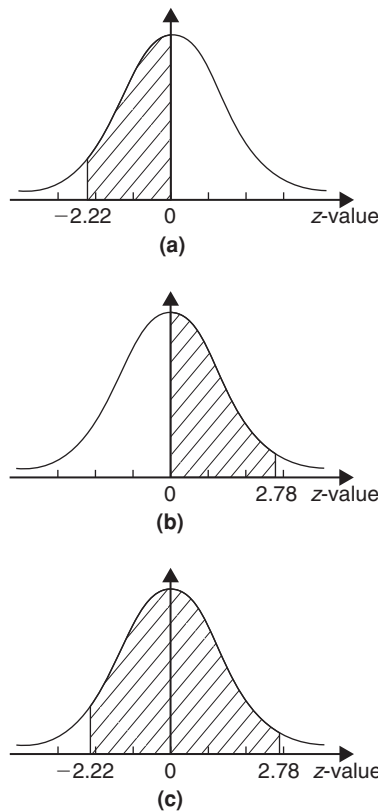 −2.22 0 z-value
(a)
0 2.78 z-value
(b)
−2.22 0 2.78 z-value
(c)